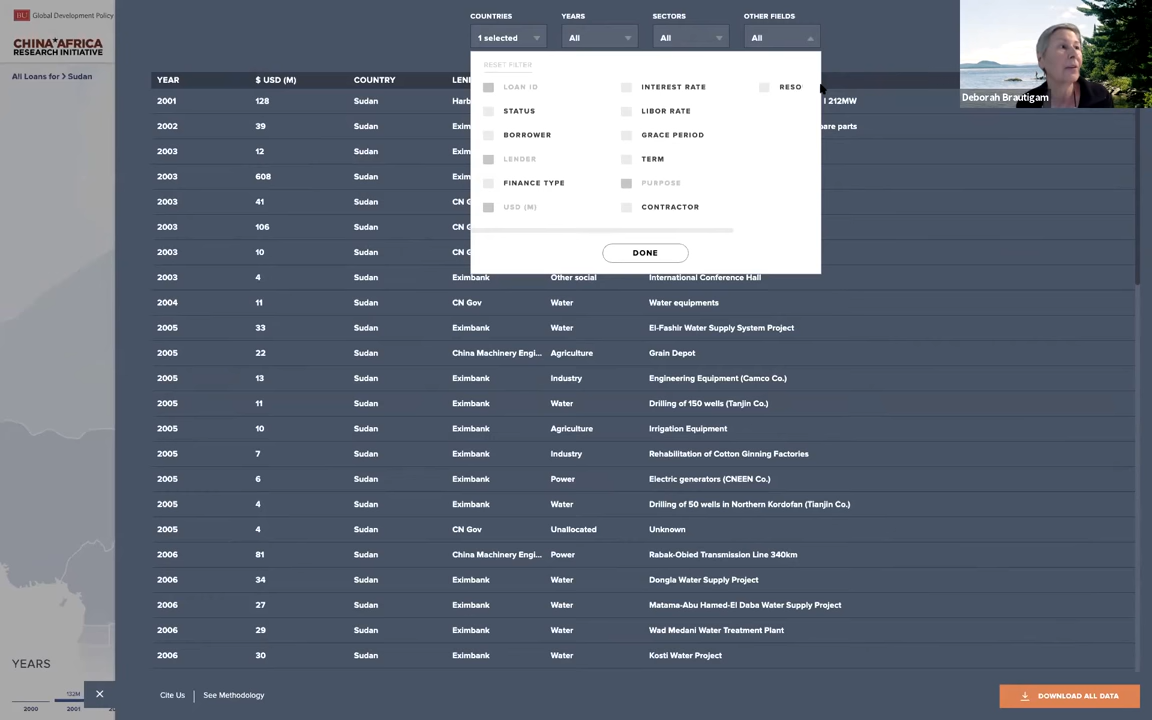 BU Global Development Policy
CHINA*AFRICA
RESEARCH INITIATIVE
All Loans for > Sudan
COUNTRIES YEARS SECTORS OTHER FIELDS
1 selected All All All
RESET FILTER
LOAN ID INTEREST RATE RESO
STATUS LIBOR RATE
BORROWER GRACE PERIOD
LENDER TERM
FINANCE TYPE PURPOSE
USD (M) CONTRACTOR
DONE
Deborah Brautigam
YEAR $ USD (M) COUNTRY LEN
2001 128 Sudan Harb 212MW
2002 39 Sudan Exim are parts
2003 12 Sudan Exim
2003 608 Sudan Exim
2003 41 Sudan CN G
2003 106 Sudan CN G
2003 10 Sudan CN G
2003 4 Sudan Eximbank Other social International Conference Hall
2004 11 Sudan CN Gov Water Water equipments
2005 33 Sudan Eximbank Water El-Fashir Water Supply System Project
2005 22 Sudan China Machinery Engi... Agriculture Grain Depot
2005 13 Sudan Eximbank Industry Engineering Equipment (Camco Co.)
2005 11 Sudan Eximbank Water Drilling of 150 wells (Tanjin Co.)
2005 10 Sudan Eximbank Agriculture Irrigation Equipment
2005 7 Sudan Eximbank Industry Rehabilitation of Cotton Ginning Factories
2005 6 Sudan Eximbank Power Electric generators (CNEEN Co.)
2005 4 Sudan Eximbank Water Drilling of 50 wells in Northern Kordofan (Tianjin Co.)
2005 4 Sudan CN Gov Unallocated Unknown
2006 81 Sudan China Machinery Engi... Power Rabak-Obied Transmission Line 340km
2006 34 Sudan Eximbank Water Dongla Water Supply Project
2006 27 Sudan Eximbank Water Matama-Abu Hamed-El Daba Water Supply Project
2006 29 Sudan Eximbank Water Wad Medani Water Treatment Plant
2006 30 Sudan Eximbank Water Kosti Water Project
YEARS
132M
2000 2001
Cite Us | See Methodology
DOWNLOAD ALL DATA